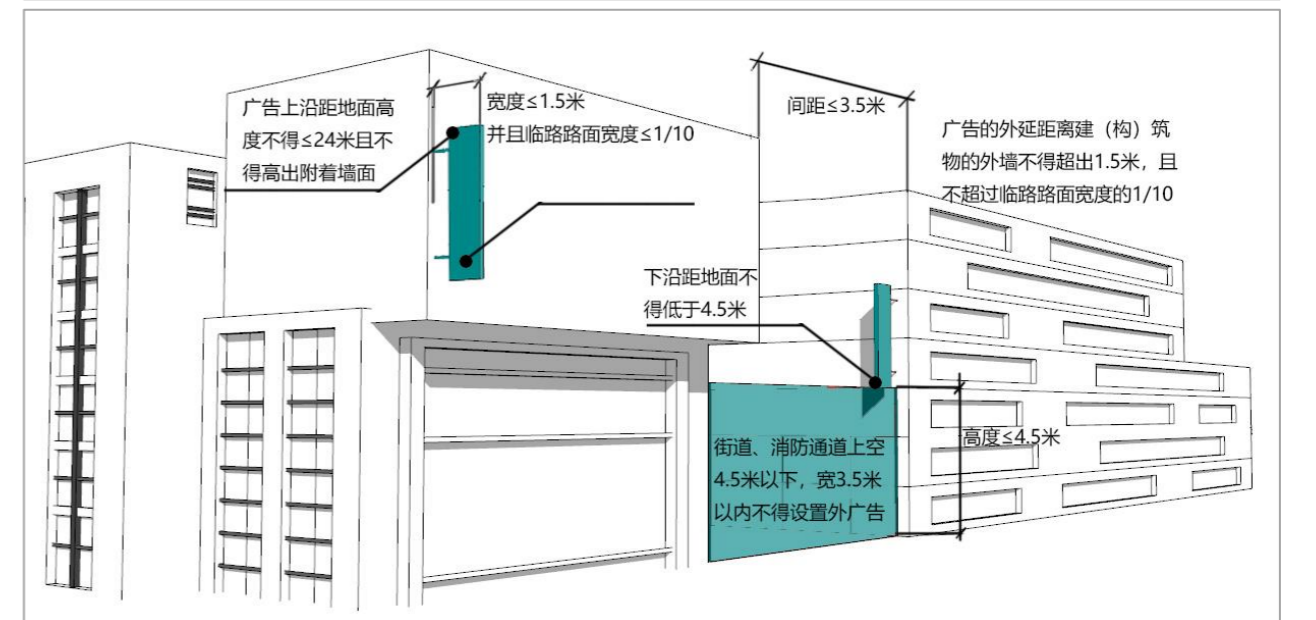 广告上沿距地面高
度不得≤24米且不
得高出附着墙面
宽度≤1.5米
并且临路路面宽度≤1/10
间距≤3.5米
广告的外延距离建（构）筑
物的外墙不得超出1.5米，且
不超过临路路面宽度的1/10
下沿距地面不
得低于4.5米
高度≤4.5米
街道、消防通道上空
4.5米以下，宽3.5米
以内不得设置外广告